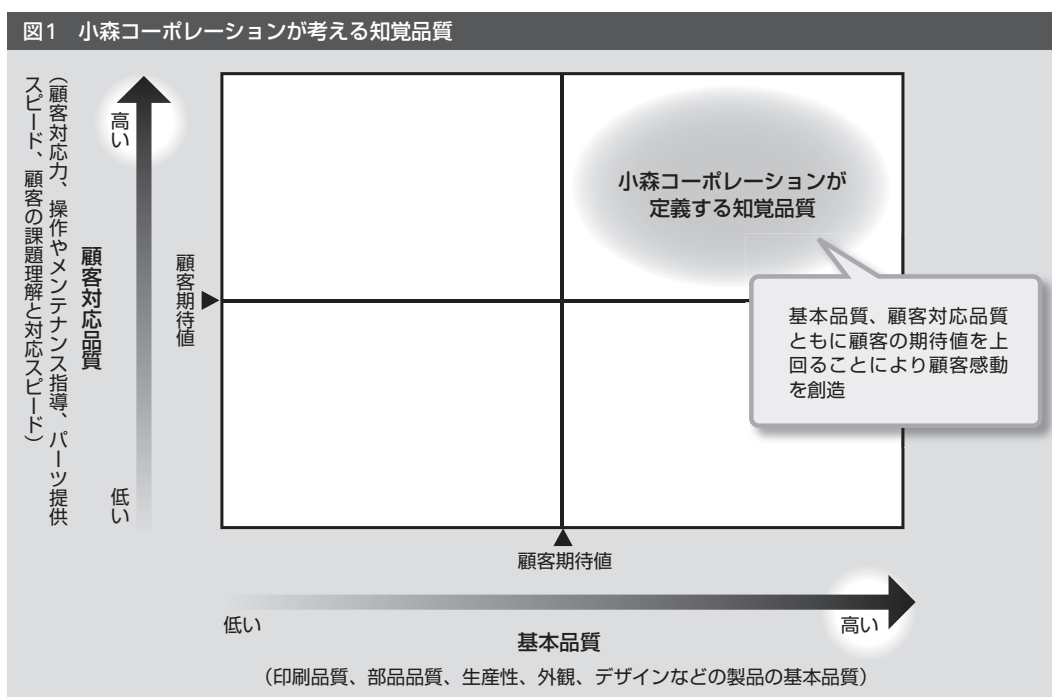 図1 小森コーポレーションが考える知覚品質
(顧客対応力、操作やメンテナンス指導、パーツ提供
スピード、顧客の課題理解と対応スピード)
顧客対応品質
高い
低い
顧客期待値
小森コーポレーションが
定義する知覚品質
基本品質、顧客対応品質
ともに顧客の期待値を上
回ることにより顧客感動
を創造
顧客期待値
低い
高い
基本品質
(印刷品質、部品品質、生産性、外観、デザインなどの製品の基本品質)